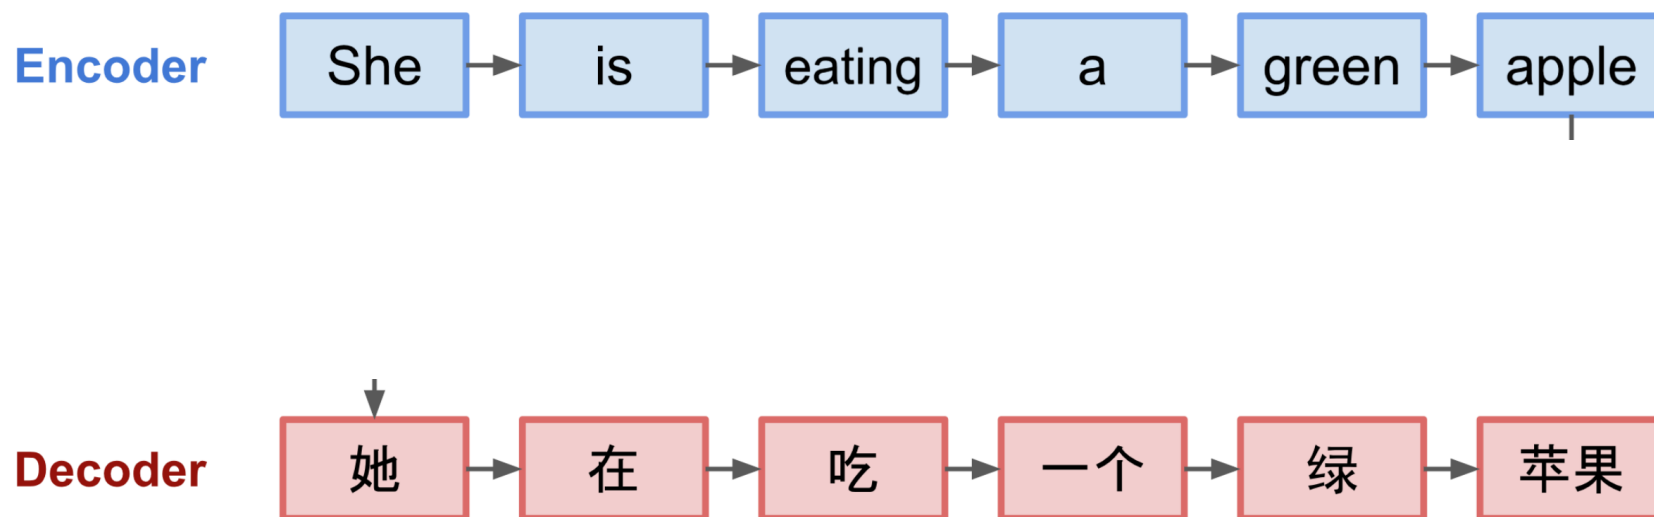 Encoder She is eating a green apple
Decoder 她 在 吃 一个 绿 苹果